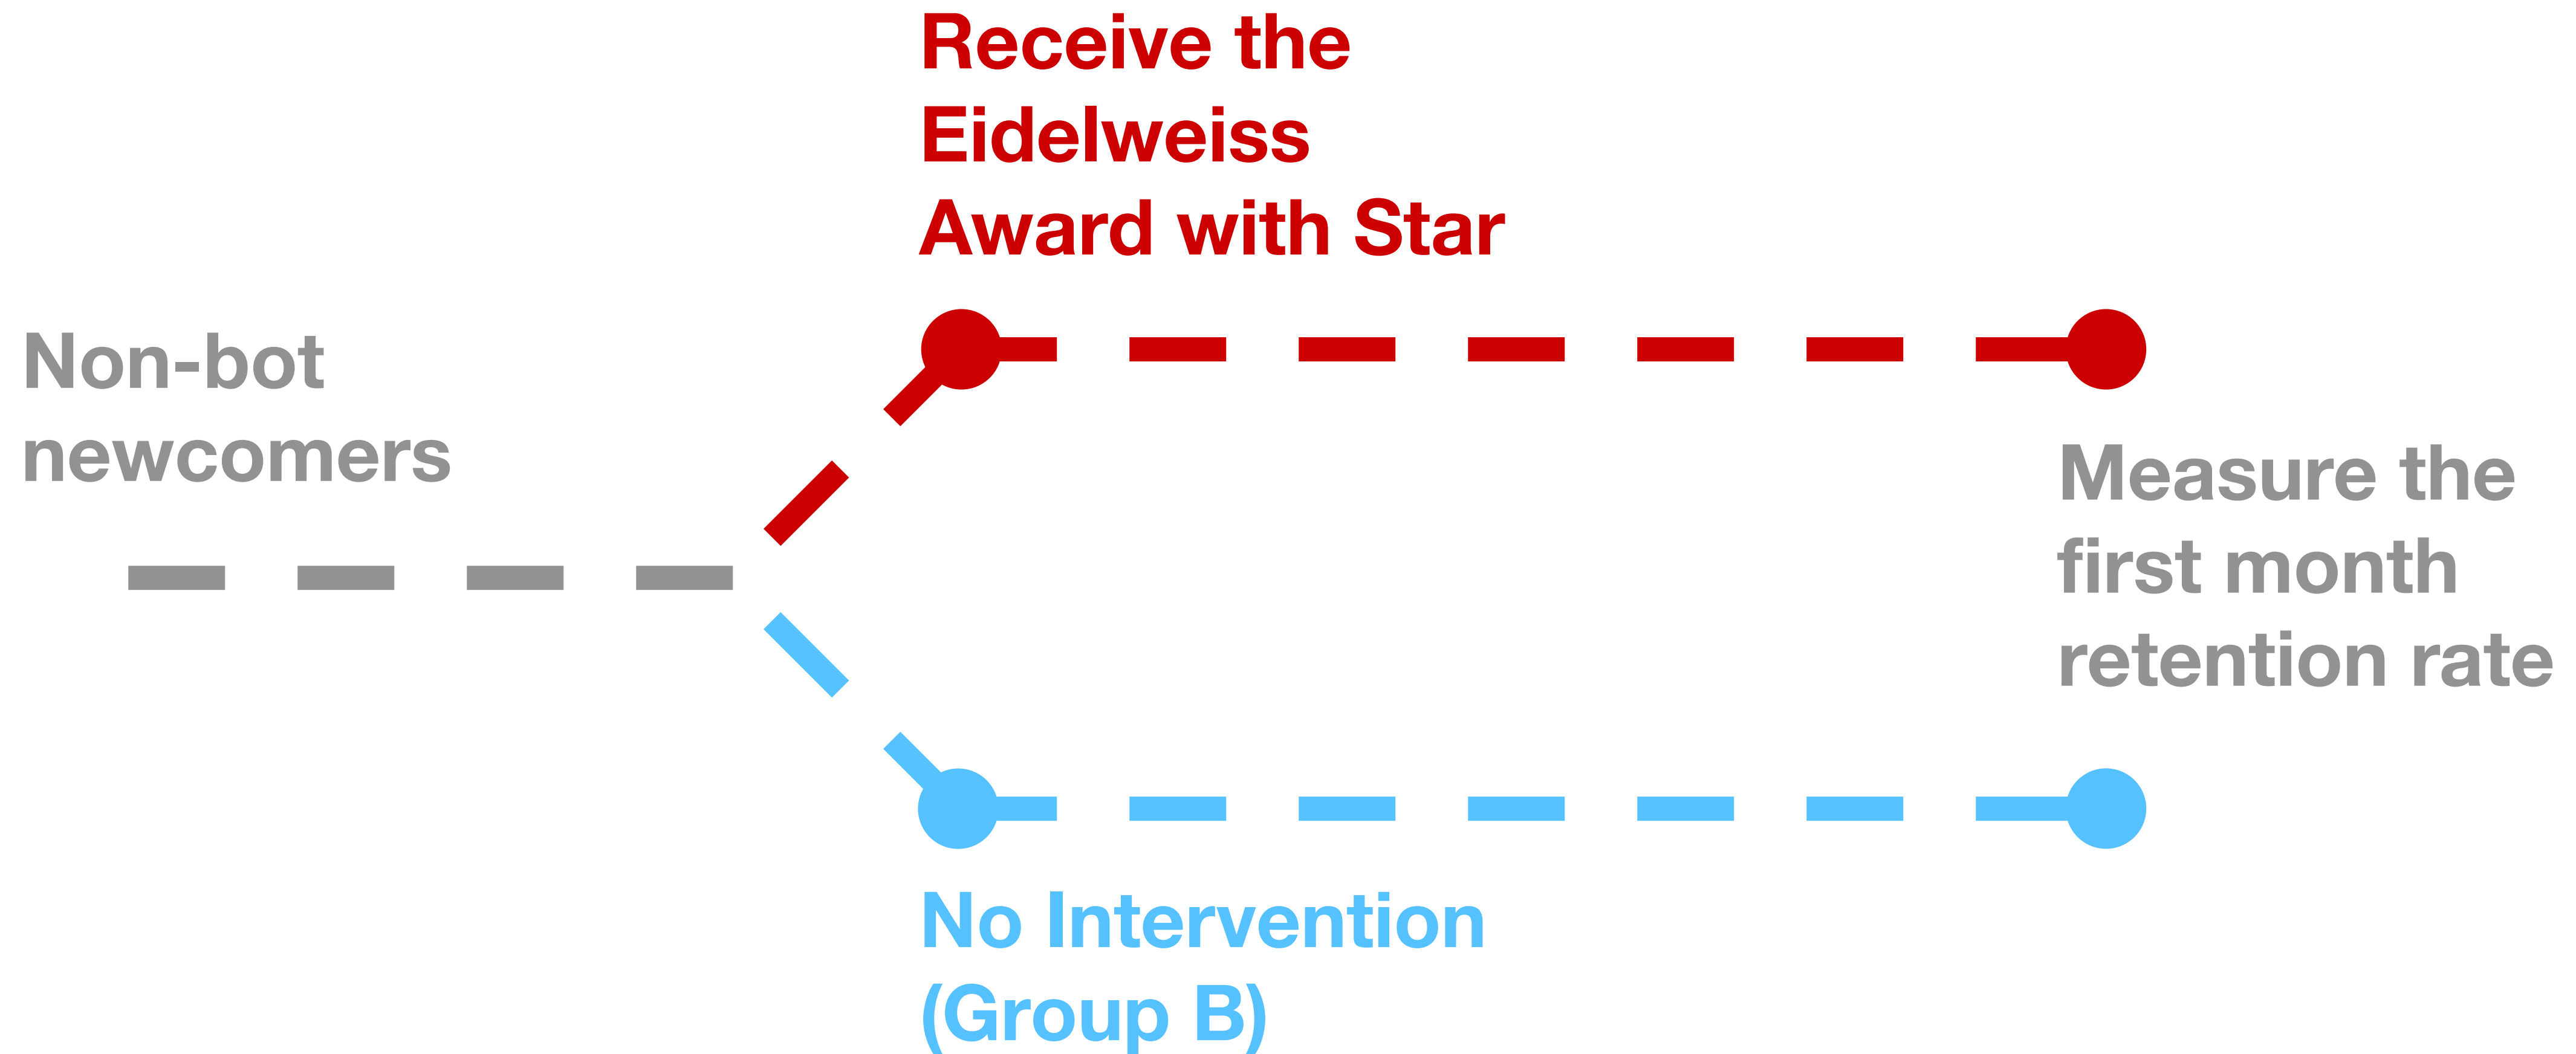 Receive the
Eidelweiss
Award with Star
Non-bot
newcomers
Measure the
first month
retention rate
No Intervention
(Group B)